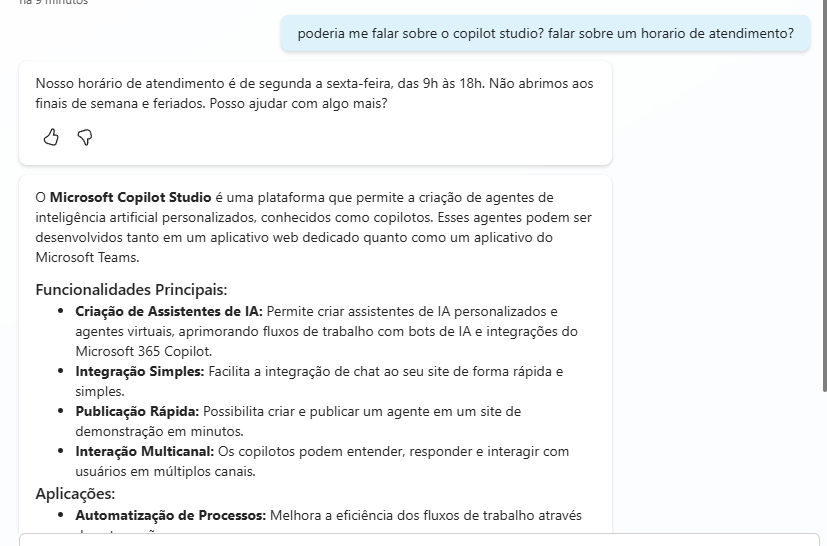 há 9 minutos
poderia me falar sobre o copilot studio? falar sobre um horario de atendimento?
Nosso horário de atendimento é de segunda a sexta-feira, das 9h às 18h. Não abrimos aos
finais de semana e feriados. Posso ajudar com algo mais?
O Microsoft Copilot Studio é uma plataforma que permite a criação de agentes de
inteligência artificial personalizados, conhecidos como copilotos. Esses agentes podem ser
desenvolvidos tanto em um aplicativo web dedicado quanto como um aplicativo do
Microsoft Teams.
Funcionalidades Principais:
• Criação de Assistentes de IA: Permite criar assistentes de IA personalizados e
agentes virtuais, aprimorando fluxos de trabalho com bots de IA e integrações do
Microsoft 365 Copilot.
• Integração Simples: Facilita a integração de chat ao seu site de forma rápida e
simples.
• Publicação Rápida: Possibilita criar e publicar um agente em um site de
demonstração em minutos.
• Interação Multicanal: Os copilotos podem entender, responder e interagir com
usuários em múltiplos canais.
Aplicações:
• Automatização de Processos: Melhora a eficiência dos fluxos de trabalho através